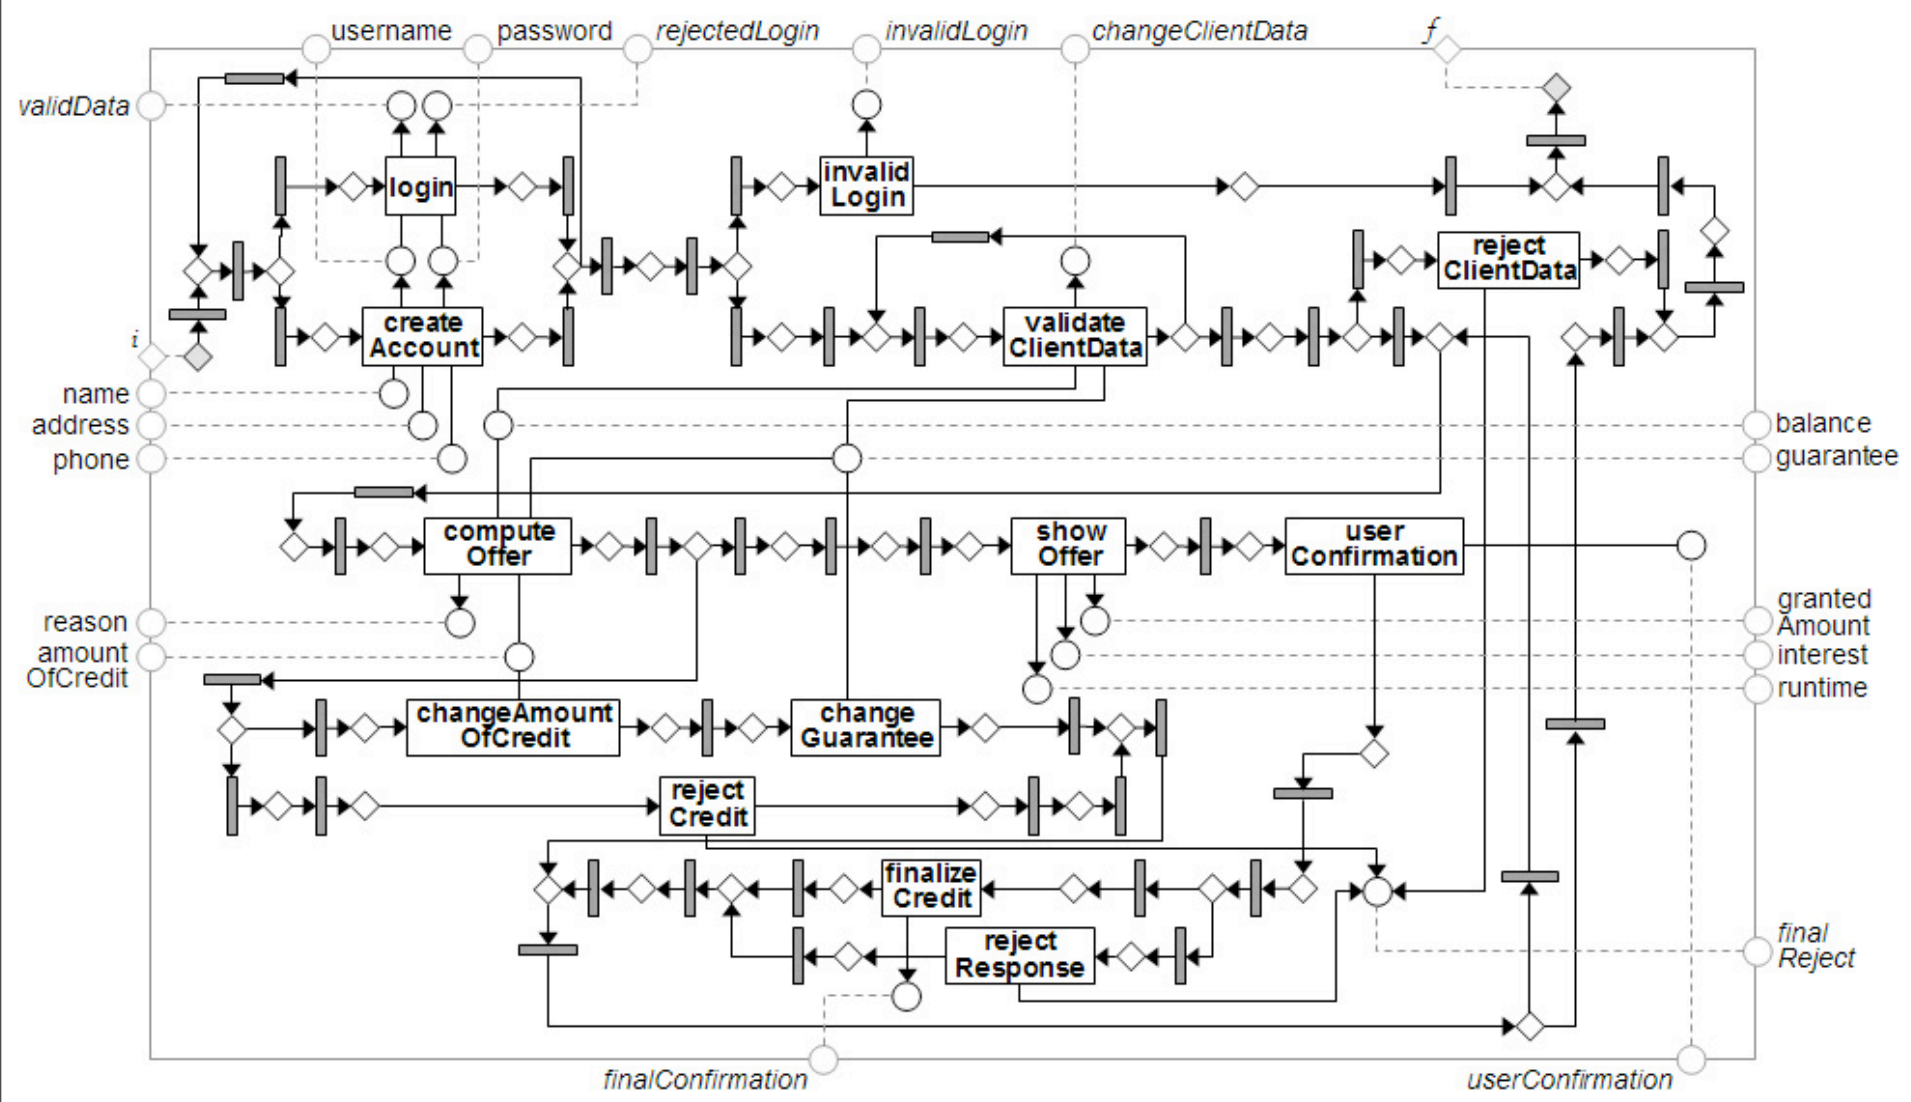 username
password
rejectedLogin
invalidLogin
changeClientData
f
validData
login
invalid
Login
reject
ClientData
create
Account
validate
ClientData
i
name
address
phone
balance
guarantee
compute
Offer
show
Offer
user
Confirmation
reason
amount
OfCredit
granted
Amount
interest
runtime
changeAmount
OfCredit
change
Guarantee
reject
Credit
finalize
Credit
reject
Response
final
Reject
finalConfirmation
userConfirmation